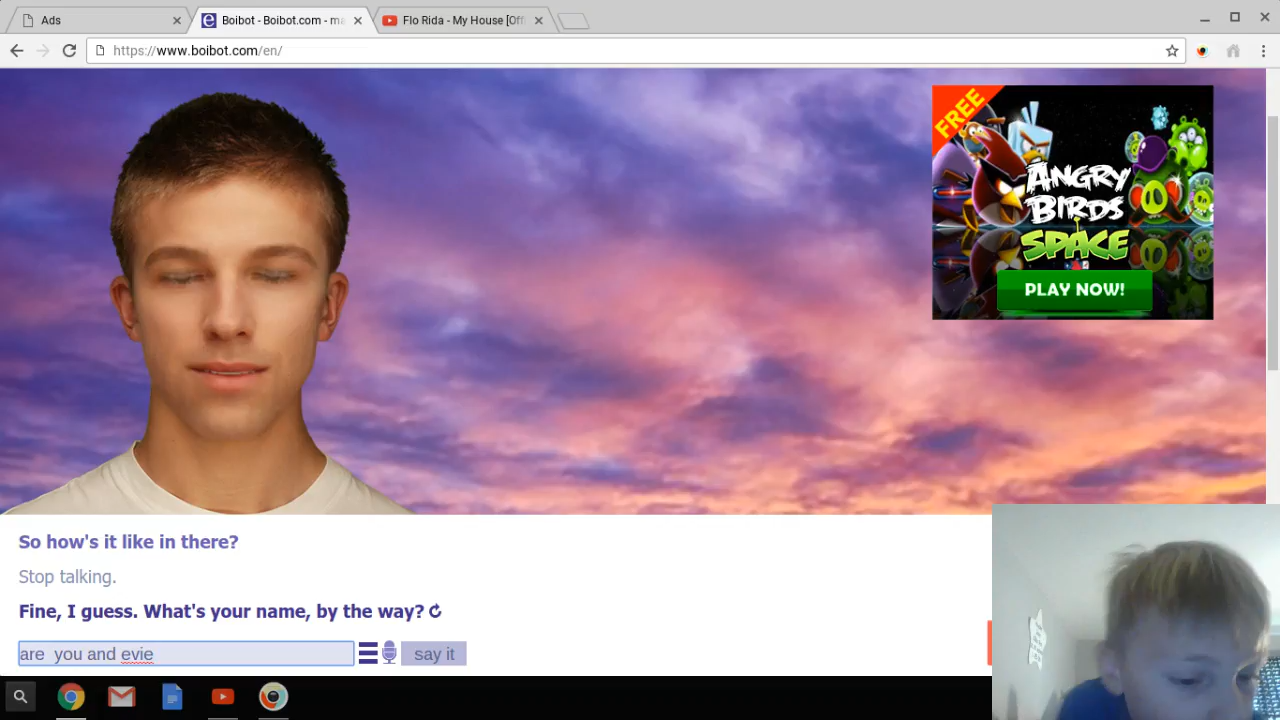 Ads
Boibot - Boibot.com - ma
Flo Rida - My House [Off
https://www.boibot.com/en/
FREE
ANGRY
BIRDS
SPACE
PLAY NOW!
So how's it like in there?
Stop talking.
Fine, I guess. What's your name, by the way?
are  you and evie
say it